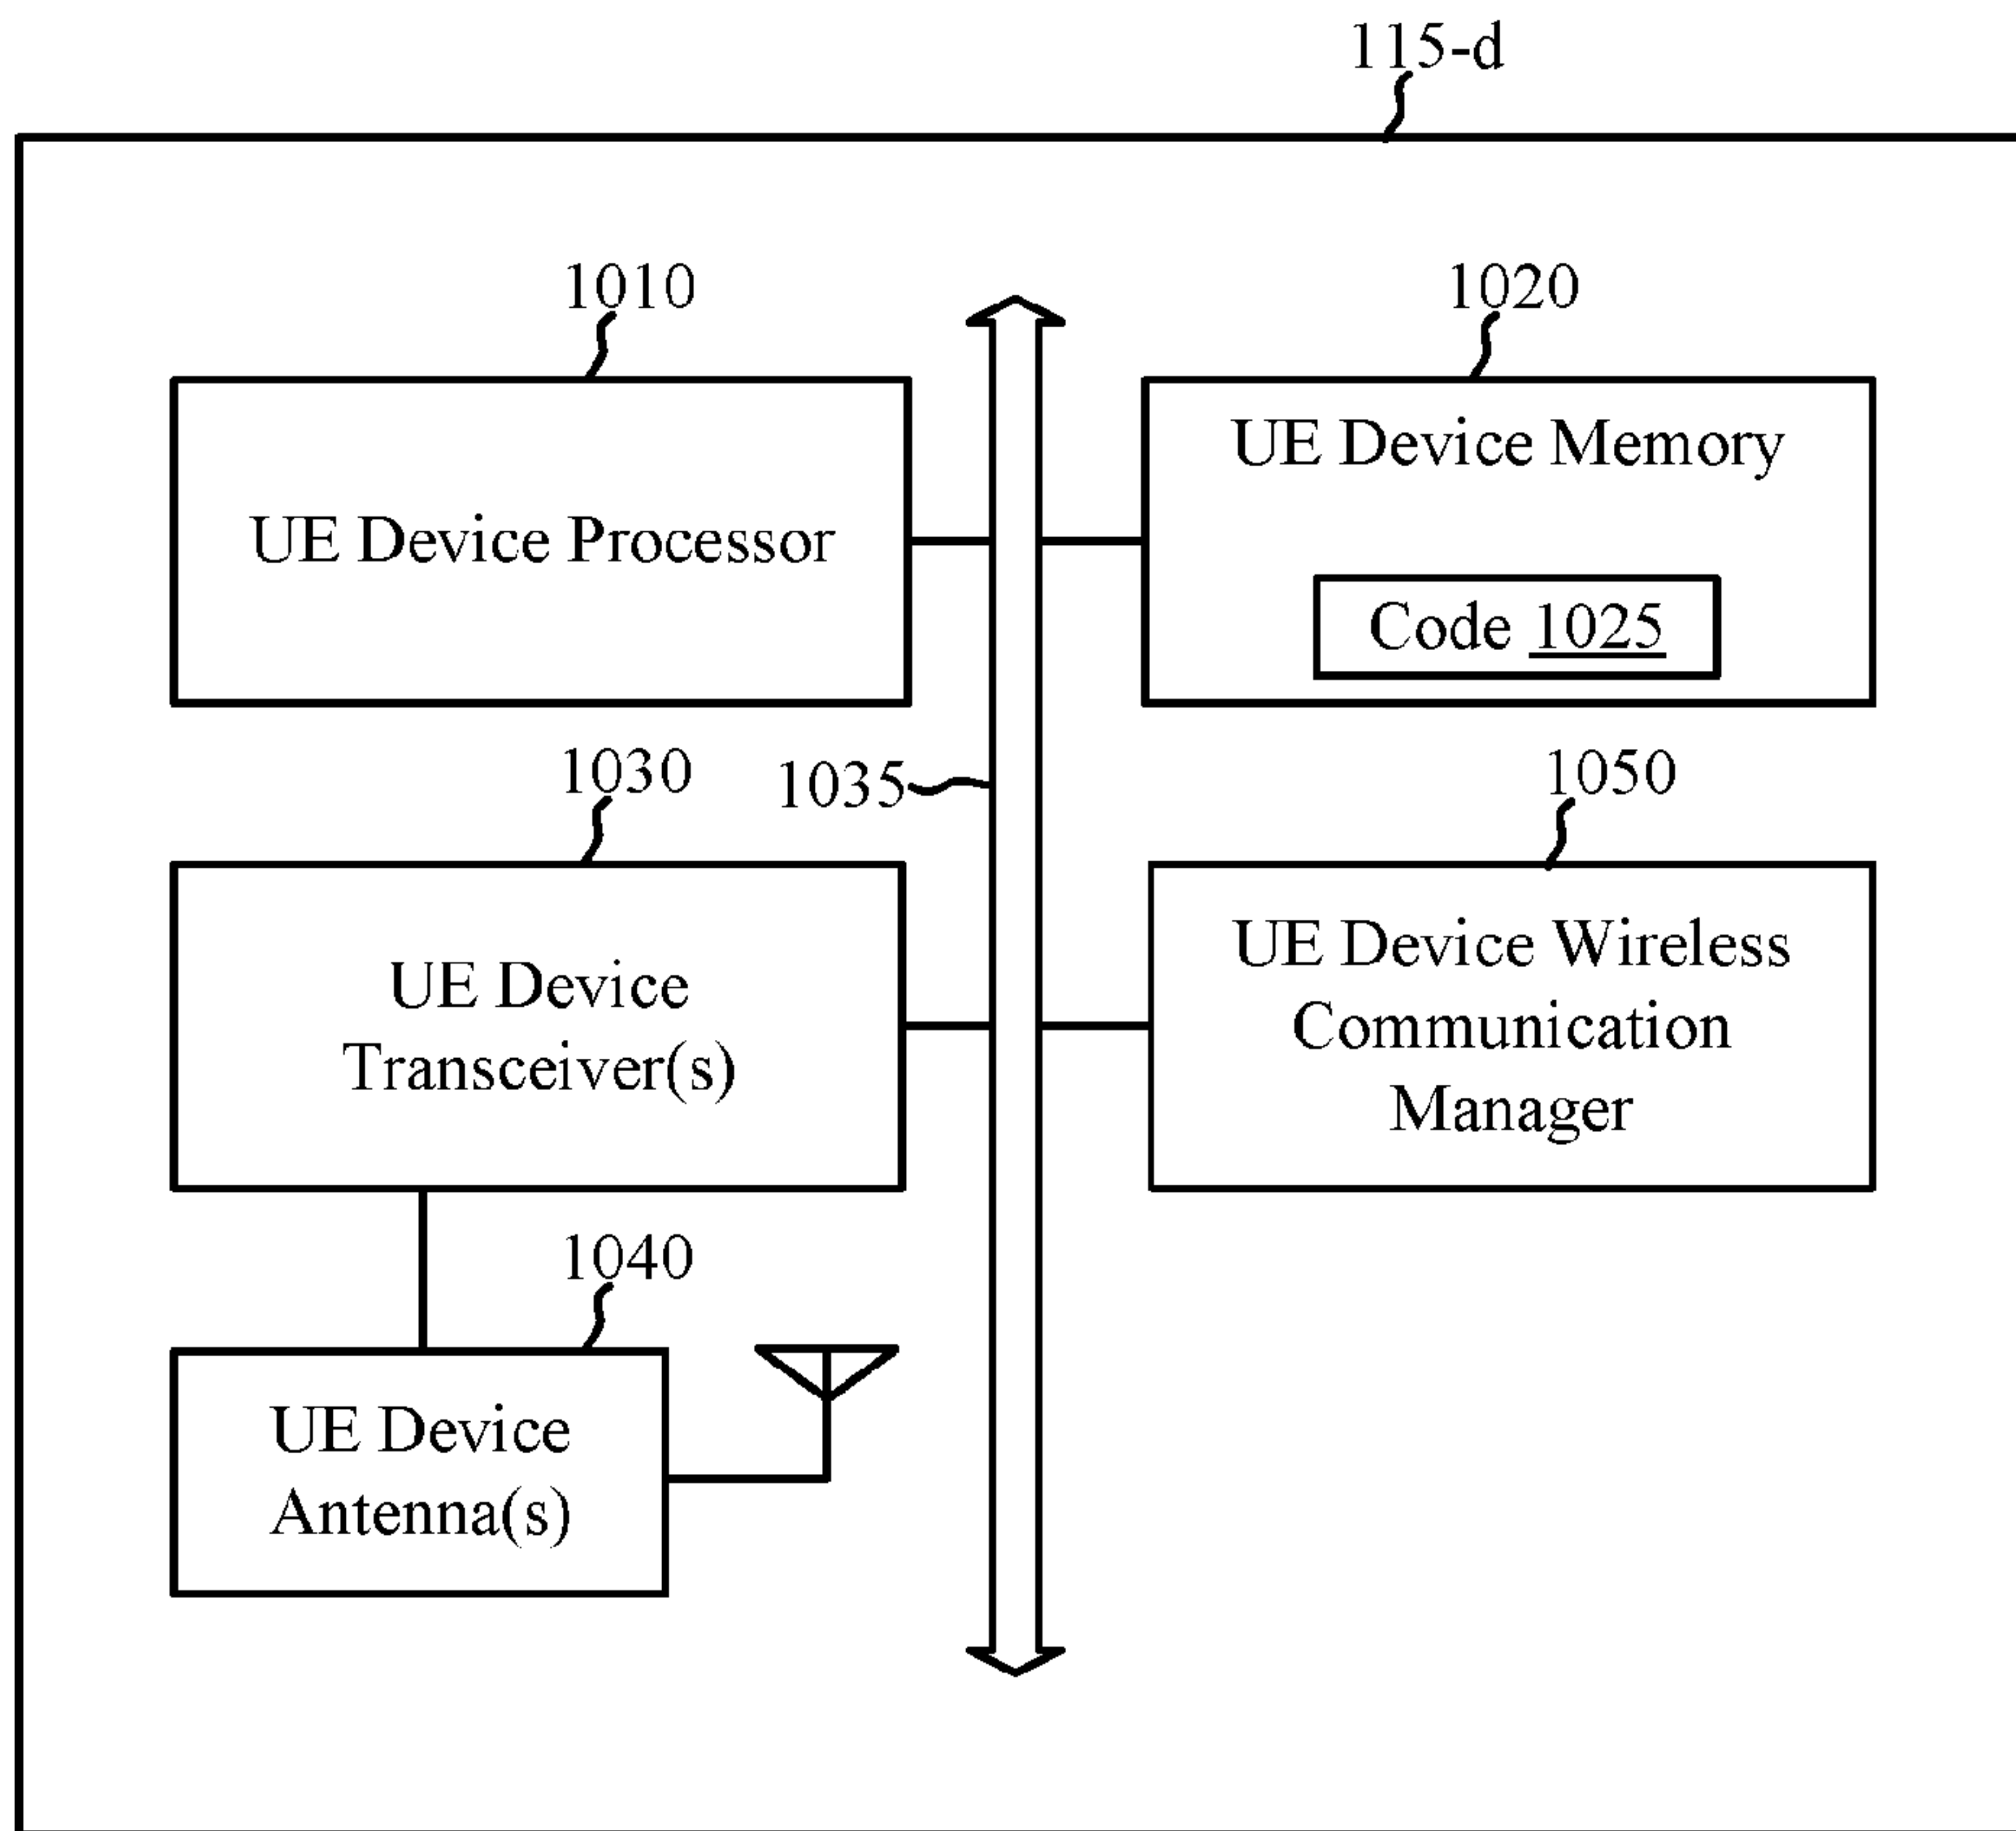 115-d
1010
1020
UE Device Processor
UE Device Memory
Code 1025
1030
1035
1050
UE Device
Transceiver(s)
UE Device Wireless
Communication
Manager
1040
UE Device
Antenna(s)